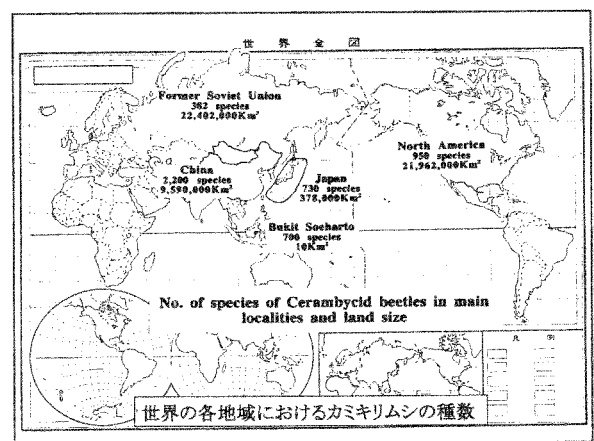 世界全図
Former Soviet Union
362 species
22,402,000Km²
China
2,200 species
9,590,000Km²
Japan
730 species
378,000Km²
North America
950 species
21,962,000Km²
Bukit Soeharto
700 species
10Km²
No. of species of Cerambycid beetles in main
localities and land size
凡 例
世界の各地域におけるカミキリムシの種数